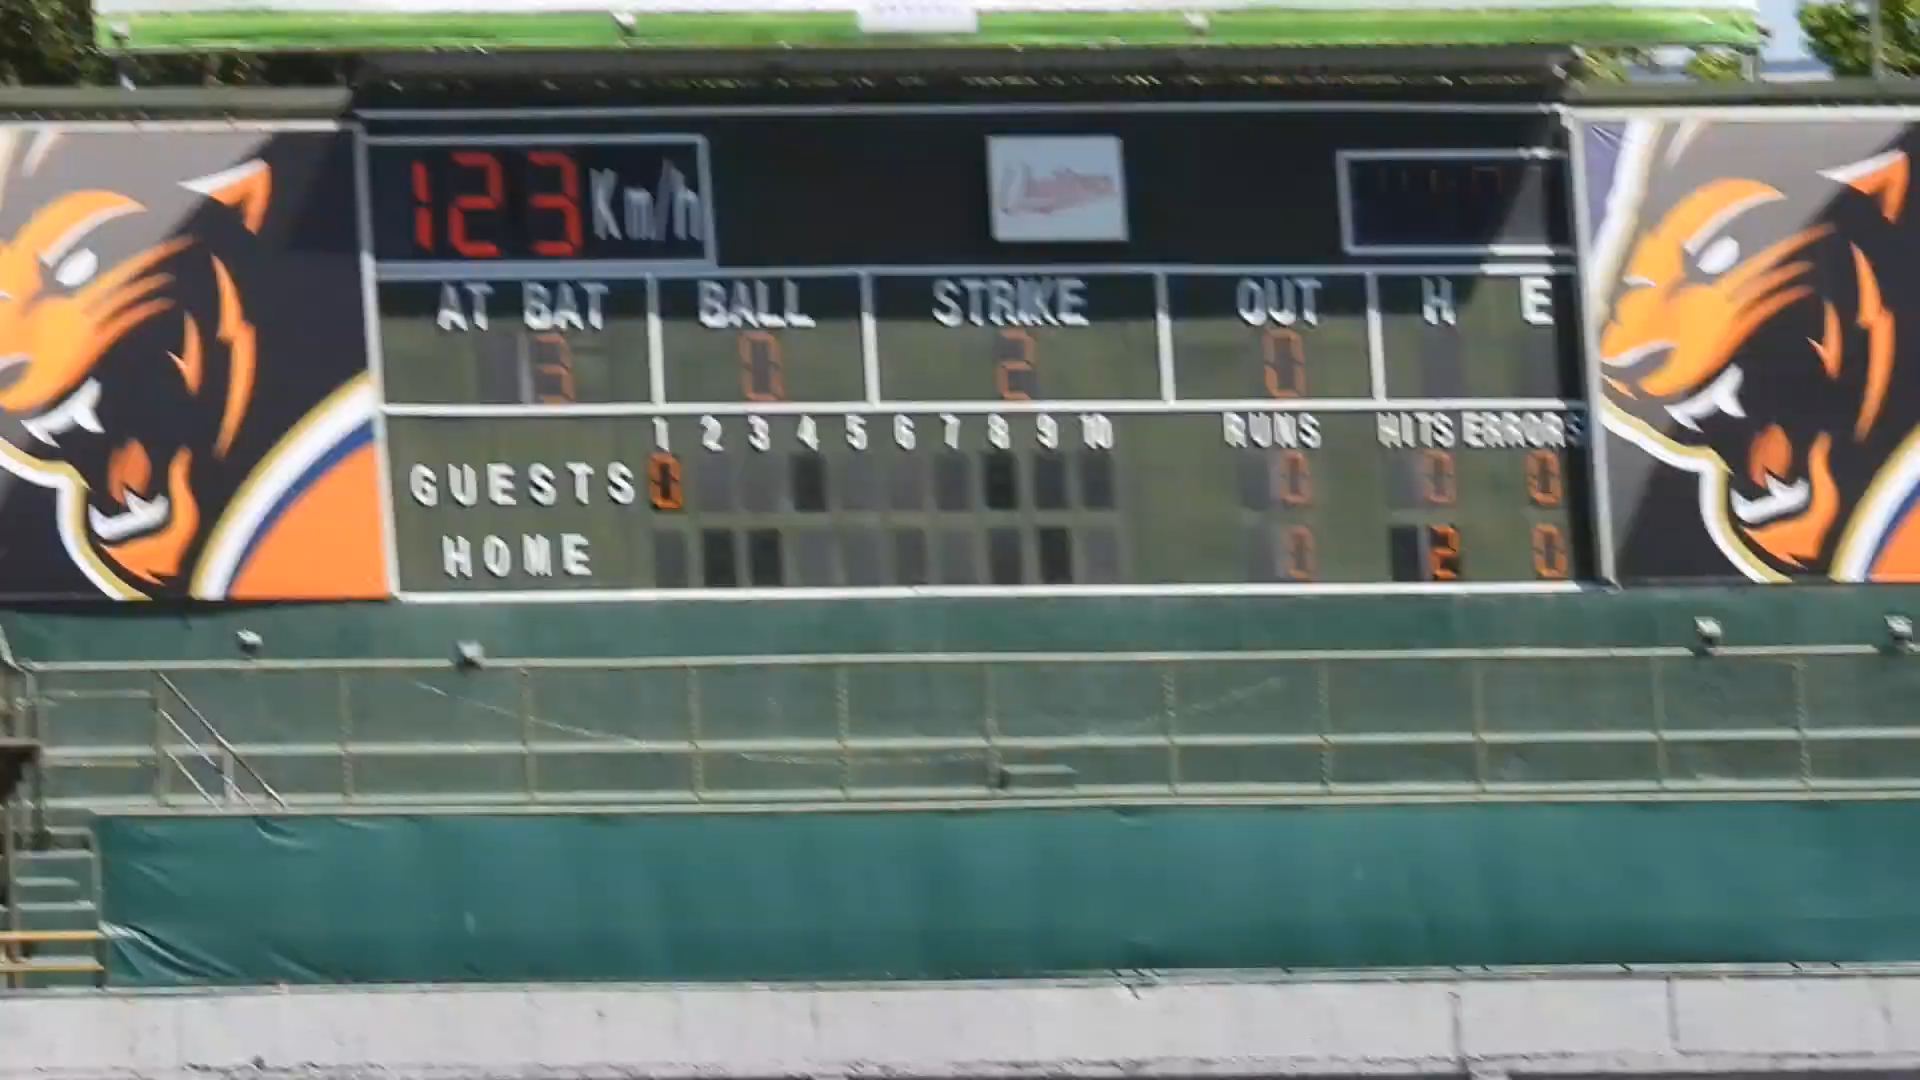 123 Km/h
AT BAT BALL STRIKE OUT H E
3 0 2 0
1 2 3 4 5 6 7 8 9 10 RUNS HITS ERRORS
GUESTS 0 0 0 0
HOME 0 2 0